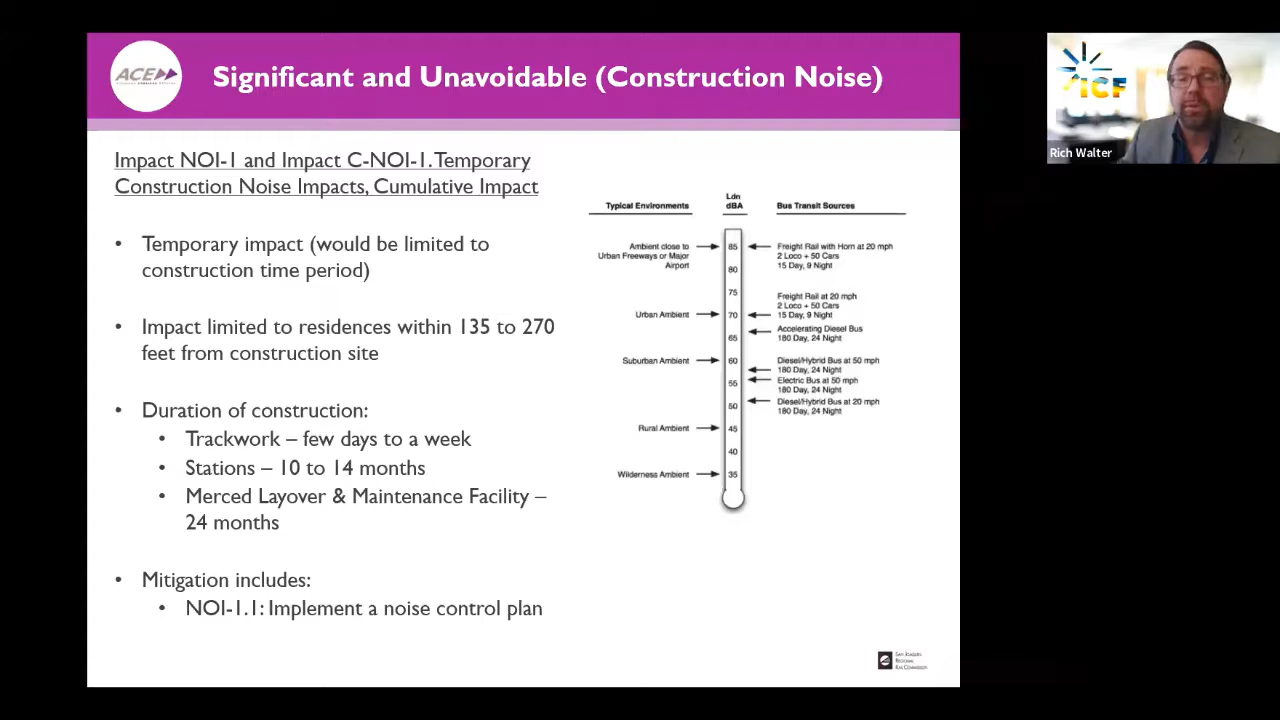 ACE
Significant and Unavoidable (Construction Noise)
Impact NOI-1 and Impact C-NOI-1. Temporary
Construction Noise Impacts, Cumulative Impact
• Temporary impact (would be limited to
construction time period)
• Impact limited to residences within 135 to 270
feet from construction site
• Duration of construction:
• Trackwork – few days to a week
• Stations – 10 to 14 months
• Merced Layover & Maintenance Facility –
24 months
• Mitigation includes:
• NOI-1.1: Implement a noise control plan
Typical Environments
Ldn
dBA
Bus Transit Sources
Ambient close to
Urban Freeways or Major
Airport
Urban Ambient
Suburban Ambient
Rural Ambient
Wilderness Ambient
85
80
75
70
65
60
55
50
45
40
35
Freight Rail with Horn at 20 mph
2 Loco + 50 Cars
15 Day, 9 Night
Freight Rail at 20 mph
2 Loco + 50 Cars
15 Day, 9 Night
Accelerating Diesel Bus
180 Day, 24 Night
Diesel/Hybrid Bus at 50 mph
180 Day, 24 Night
Electric Bus at 50 mph
180 Day, 24 Night
Diesel/Hybrid Bus at 20 mph
180 Day, 24 Night
San Joaquin
Regional
Rail Commission
ICF
Rich Walter